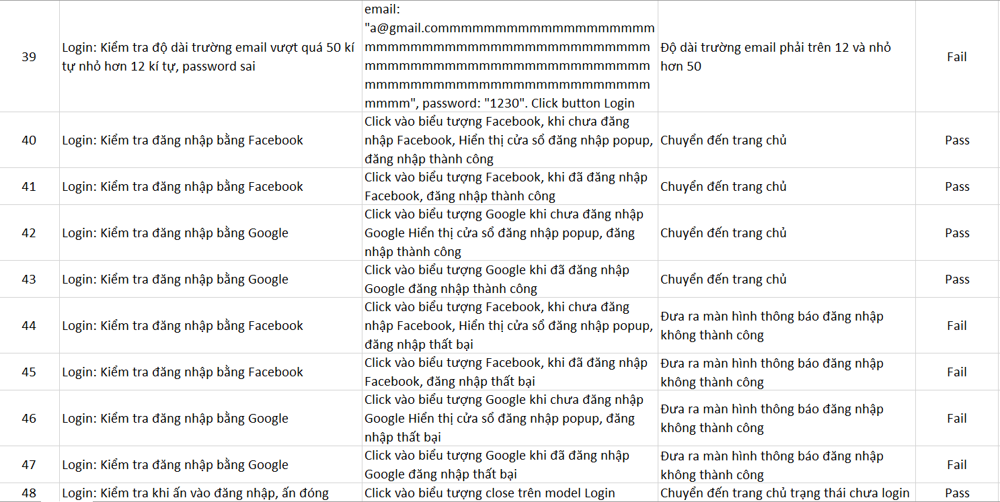 39
Login: Kiểm tra độ dài trường email vượt quá 50 kí
tự nhỏ hơn 12 kí tự, password sai
email:
"a@gmail.commmmmmmmmmmmmmmmmmmm
mmmmmmmmmmmmmmmmmmmmmmmmm
mmmmmmmmmmmmmmmmmmmmmmmmm
mmmmmmmmmmmmmmmmmmmmmmmmm
mmmm", password: "1230". Click button Login
Độ dài trường email phải trên 12 và nhỏ
hơn 50
Fail
40
Login: Kiểm tra đăng nhập bằng Facebook
Click vào biểu tượng Facebook, khi chưa đăng
nhập Facebook, Hiển thị cửa sổ đăng nhập popup,
đăng nhập thành công
Chuyển đến trang chủ
Pass
41
Login: Kiểm tra đăng nhập bằng Facebook
Click vào biểu tượng Facebook, khi đã đăng nhập
Facebook, đăng nhập thành công
Chuyển đến trang chủ
Pass
42
Login: Kiểm tra đăng nhập bằng Google
Click vào biểu tượng Google khi chưa đăng nhập
Google Hiển thị cửa sổ đăng nhập popup, đăng
nhập thành công
Chuyển đến trang chủ
Pass
43
Login: Kiểm tra đăng nhập bằng Google
Click vào biểu tượng Google khi đã đăng nhập
Google đăng nhập thành công
Chuyển đến trang chủ
Pass
44
Login: Kiểm tra đăng nhập bằng Facebook
Click vào biểu tượng Facebook, khi chưa đăng
nhập Facebook, Hiển thị cửa sổ đăng nhập popup,
đăng nhập thất bại
Đưa ra màn hình thông báo đăng nhập
không thành công
Fail
45
Login: Kiểm tra đăng nhập bằng Facebook
Click vào biểu tượng Facebook, khi đã đăng nhập
Facebook, đăng nhập thất bại
Đưa ra màn hình thông báo đăng nhập
không thành công
Fail
46
Login: Kiểm tra đăng nhập bằng Google
Click vào biểu tượng Google khi chưa đăng nhập
Google Hiển thị cửa sổ đăng nhập popup, đăng
nhập thất bại
Đưa ra màn hình thông báo đăng nhập
không thành công
Fail
47
Login: Kiểm tra đăng nhập bằng Google
Click vào biểu tượng Google khi đã đăng nhập
Google đăng nhập thất bại
Đưa ra màn hình thông báo đăng nhập
không thành công
Fail
48
Login: Kiểm tra khi ấn vào đăng nhập, ấn đóng
Click vào biểu tượng close trên model Login
Chuyển đến trang chủ trạng thái chưa login
Pass